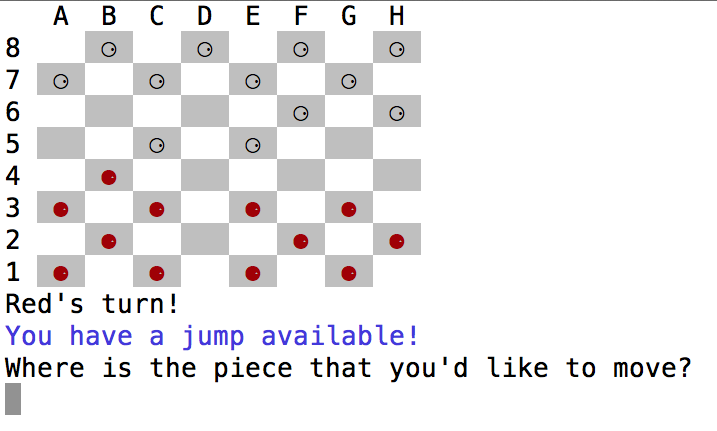 A B C D E F G H
8
7
6
5
4
3
2
1
Red's turn!
You have a jump available!
Where is the piece that you'd like to move?